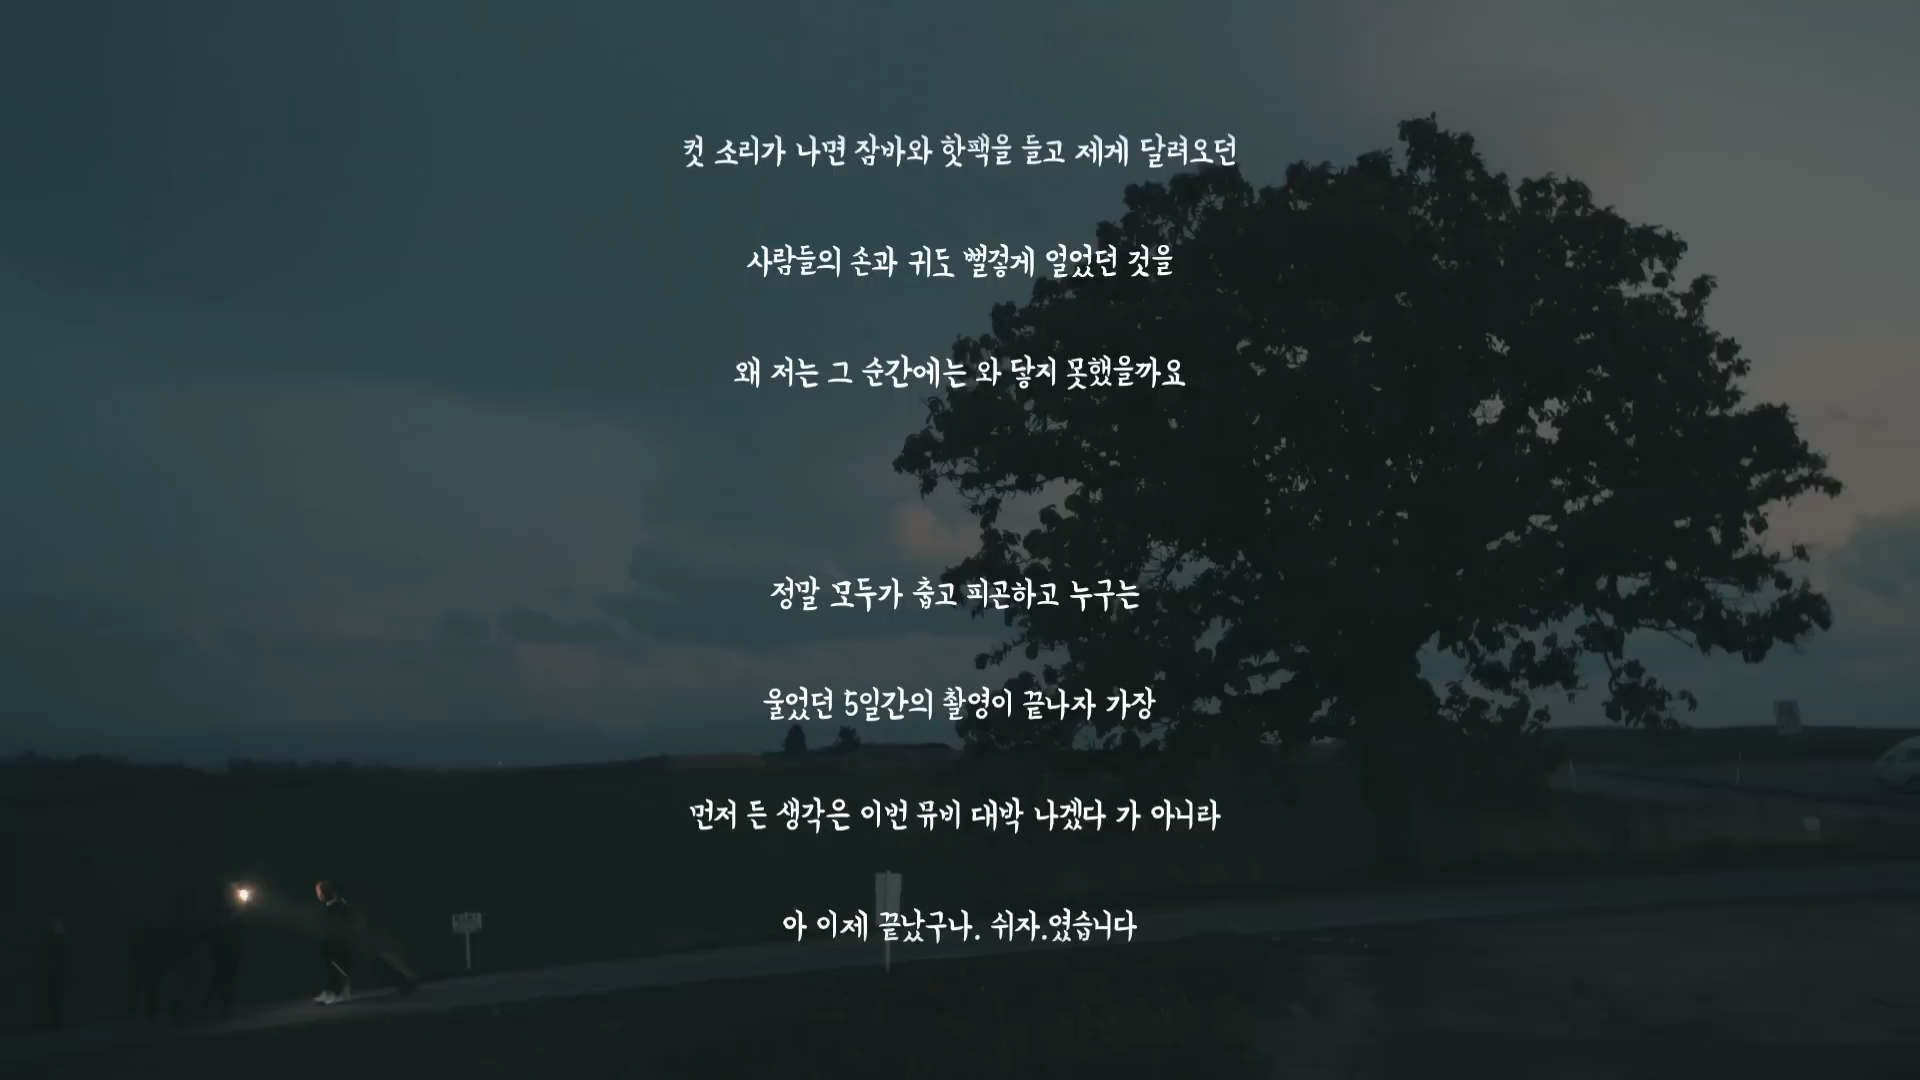 컷 소리가 나면 잠바와 핫팩을 들고 제게 달려오던
사람들의 손과 귀도 뻘겋게 얼었던 것을
왜 저는 그 순간에는 와 닿지 못했을까요
정말 모두가 춥고 피곤하고 누구는
울었던 5일간의 촬영이 끝나자 가장
먼저 든 생각은 이번 뮤비 대박 나겠다 가 아니라
아 이제 끝났구나. 쉬자.였습니다